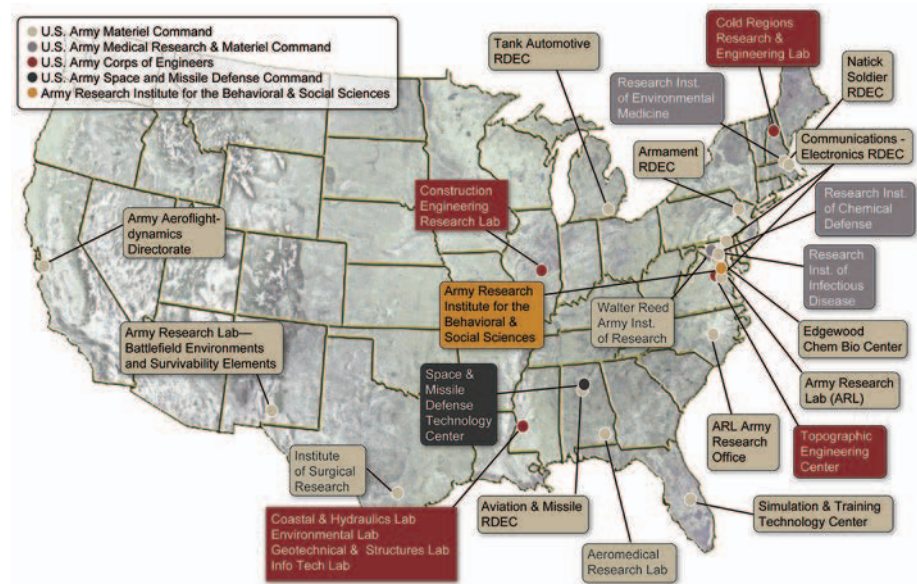 U.S. Army Materiel Command
U.S. Army Medical Research & Materiel Command
U.S. Army Corps of Engineers
U.S. Army Space and Missile Defense Command
Army Research Institute for the Behavioral & Social Sciences
Tank Automotive
RDEC
Cold Regions
Research &
Engineering Lab
Natick
Soldier
RDEC
Research Inst.
of Environmental
Medicine
Communications -
Electronics RDEC
Armament
RDEC
Construction
Engineering
Research Lab
Research Inst.
of Chemical
Defense
Army Aeroflight-
dynamics
Directorate
Research
Inst. of
Infectious
Disease
Army Research
Institute for the
Behavioral &
Social Sciences
Walter Reed
Army Inst.
of Research
Edgewood
Chem Bio Center
Army Research Lab—
Battlefield Environments
and Survivability Elements
Space &
Missile
Defense
Technology
Center
Army Research
Lab (ARL)
ARL Army
Research
Office
Topographic
Engineering
Center
Institute
of Surgical
Research
Aviation & Missile
RDEC
Simulation & Training
Technology Center
Coastal & Hydraulics Lab
Environmental Lab
Geotechnical & Structures Lab
Info Tech Lab
Aeromedical
Research Lab